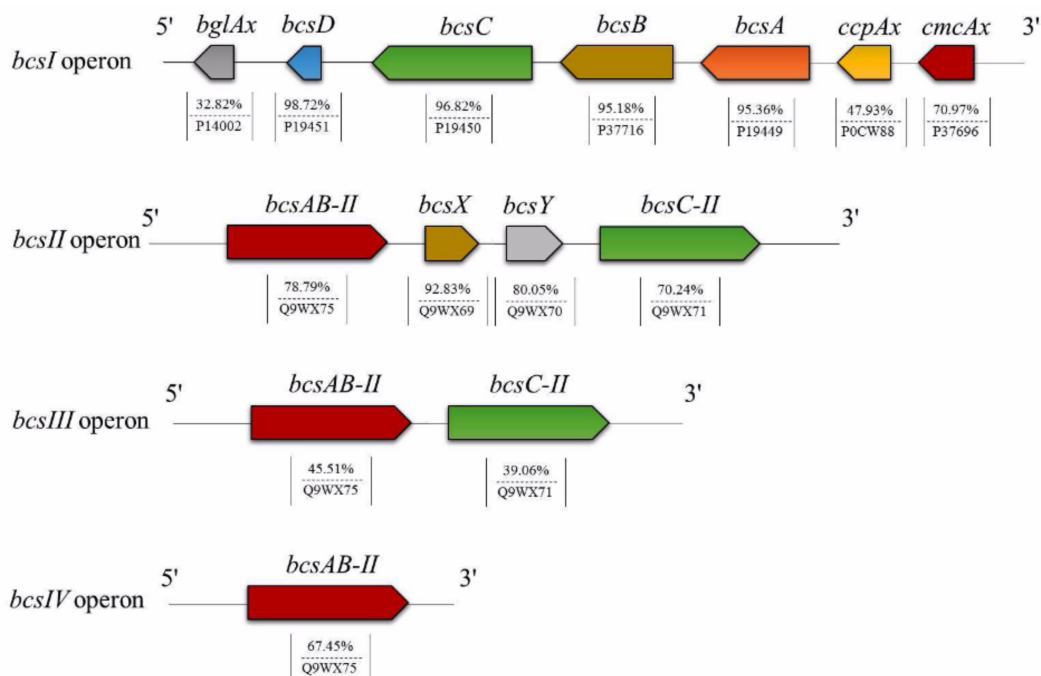 5' bglAx bcsD bcsC bcsB bcsA ccpAx cmcAx 3'
bcsI operon
32.82% 98.72% 96.82% 95.18% 95.36% 47.93% 70.97%
P14002 P19451 P19450 P37716 P19449 P0CW88 P37696
5' bcsAB-II bcsX bcsY bcsC-II 3'
bcsII operon
78.79% 92.83% 80.05% 70.24%
Q9WX75 Q9WX69 Q9WX70 Q9WX71
5' bcsAB-II bcsC-II 3'
bcsIII operon
45.51% 39.06%
Q9WX75 Q9WX71
5' bcsAB-II 3'
bcsIV operon
67.45%
Q9WX75